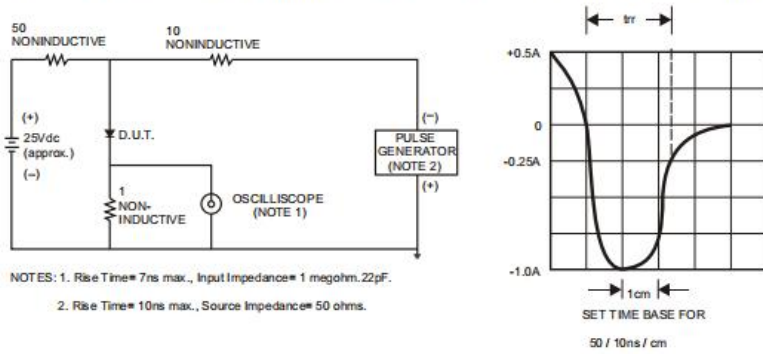 50
NONINDUCTIVE
10
NONINDUCTIVE
(+)
25Vdc
(approx.)
(−)
D.U.T.
1
NON-
INDUCTIVE
OSCILLISCOPE
(NOTE 1)
(−)
PULSE
GENERATOR
(NOTE 2)
(+)
NOTES: 1. Rise Time= 7ns max., Input Impedance= 1 megohm.22pF.
2. Rise Time= 10ns max., Source Impedance= 50 ohms.
trr
+0.5A
0
-0.25A
-1.0A
1cm
SET TIME BASE FOR
50 / 10ns / cm